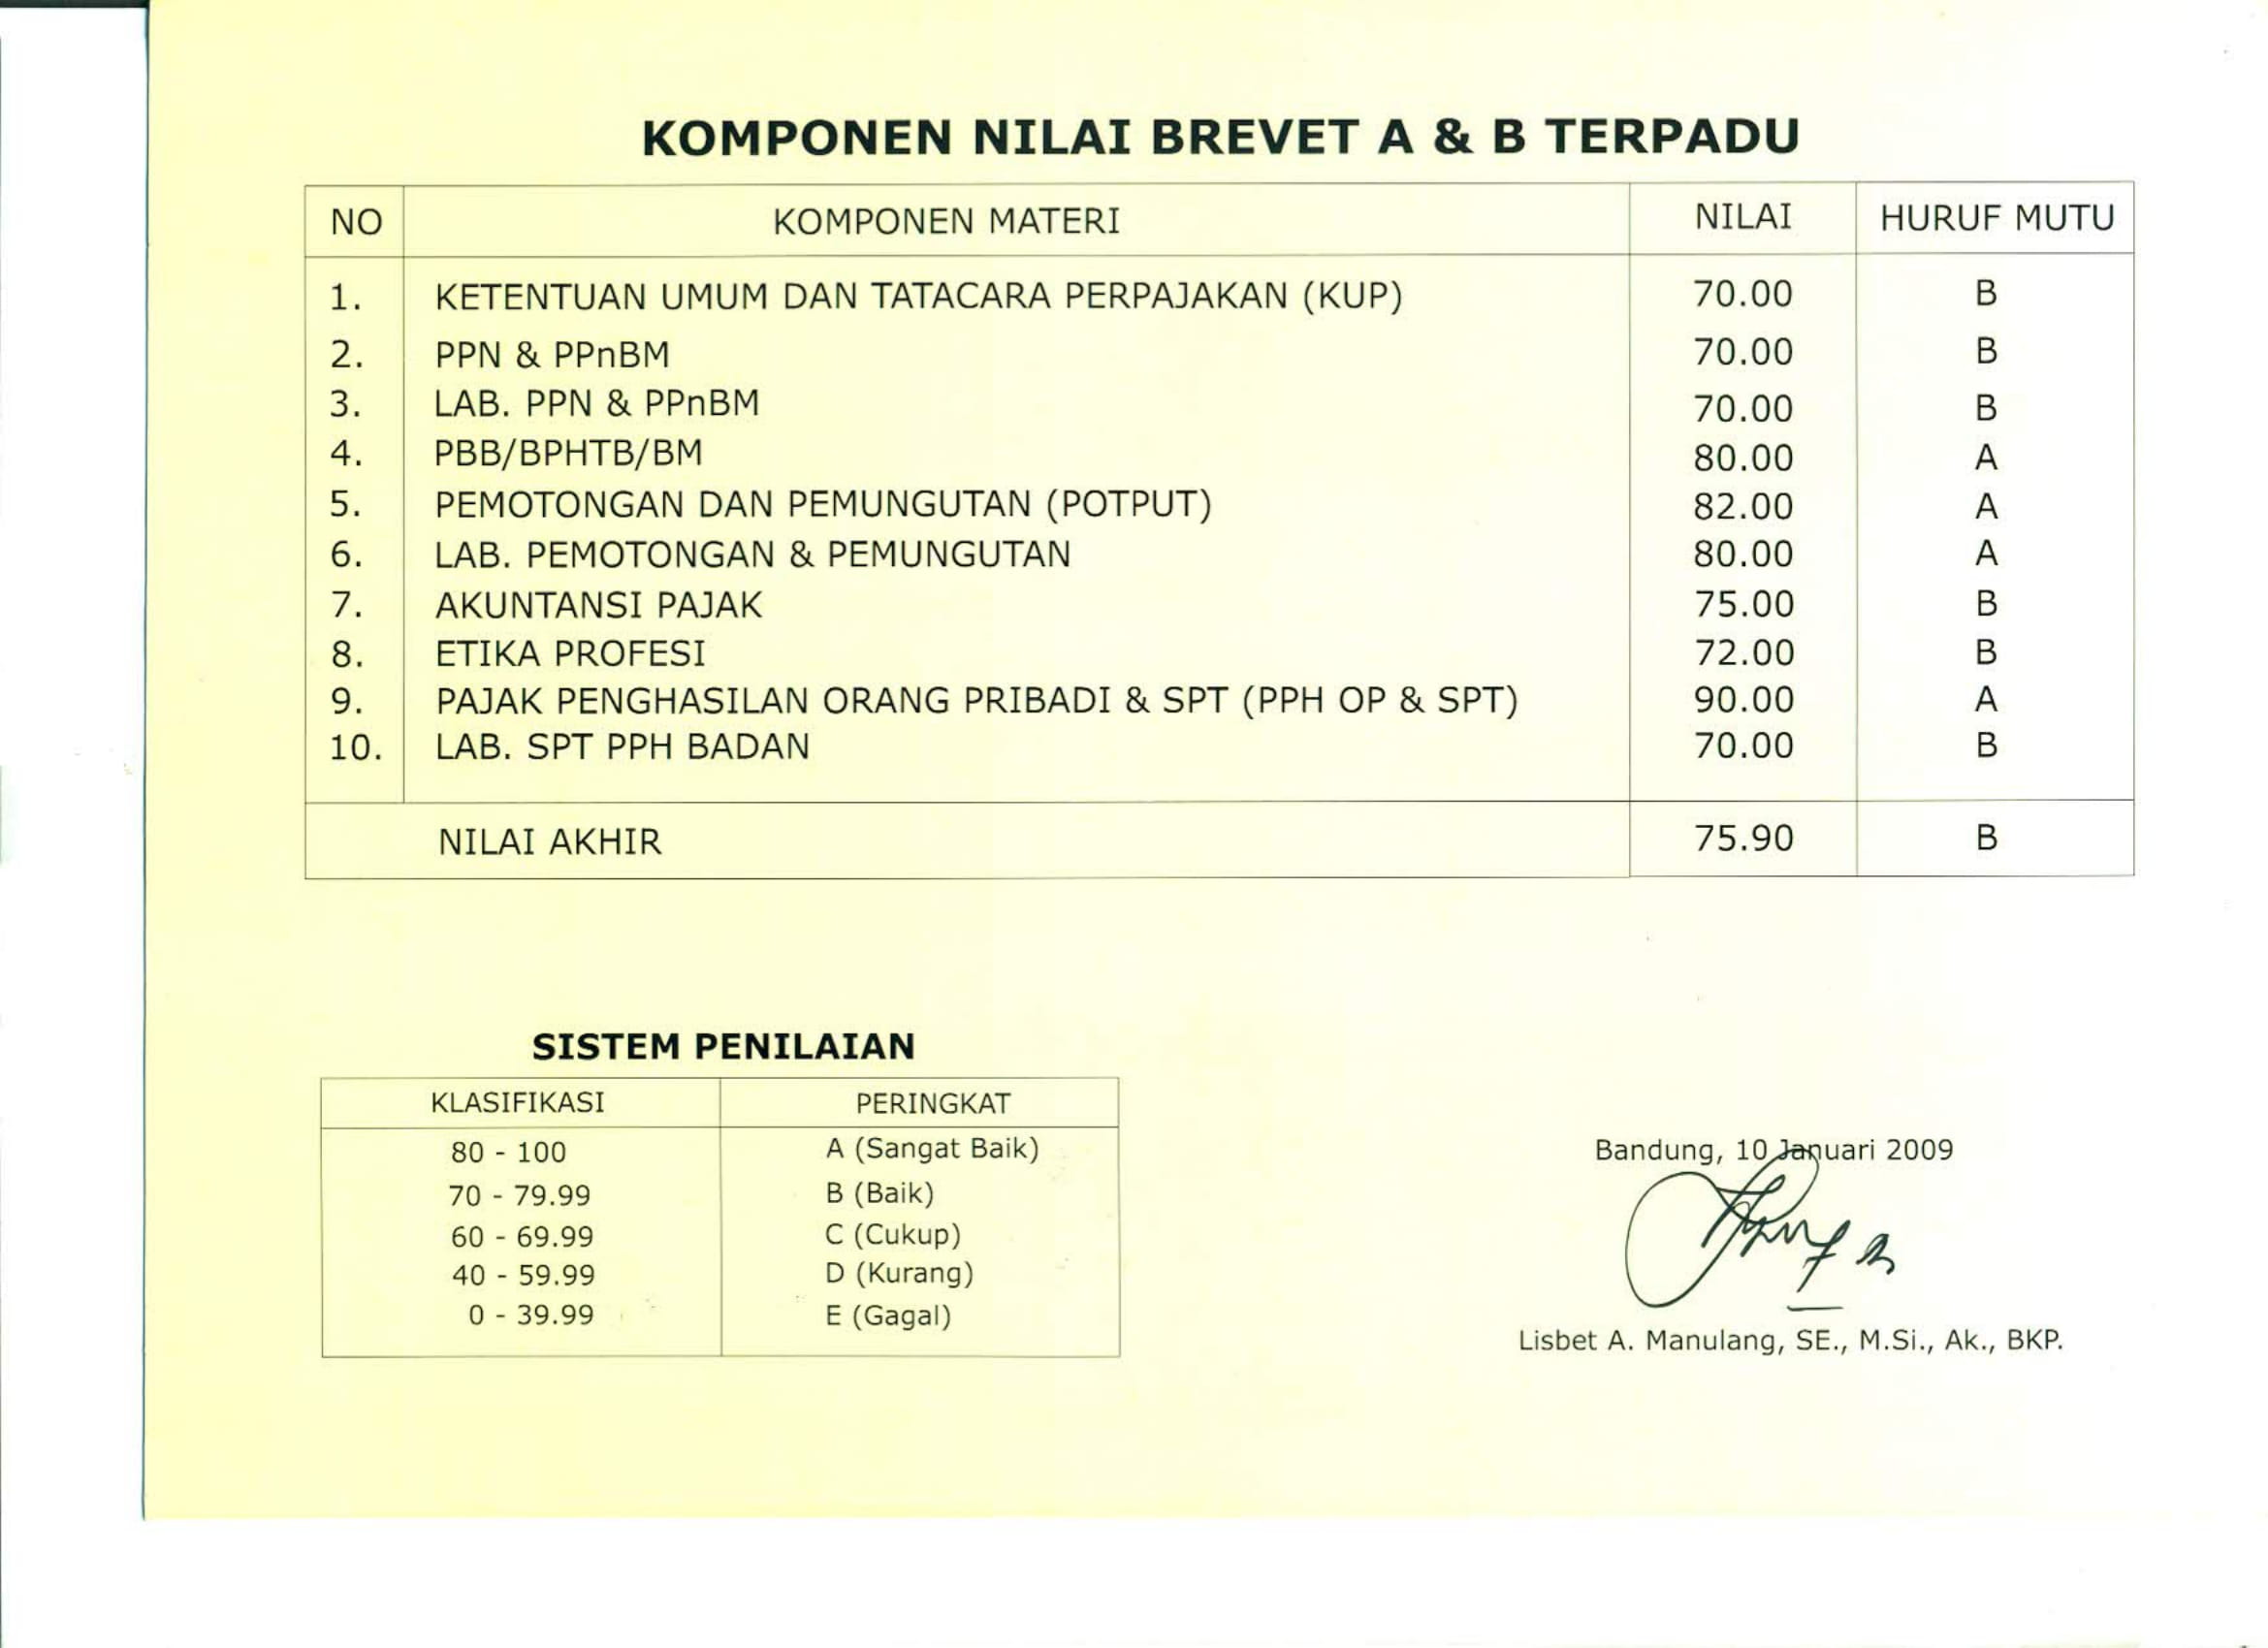 KOMPONEN NILAI BREVET A & B TERPADU
NO KOMPONEN MATERI NILAI HURUF MUTU
1. KETENTUAN UMUM DAN TATACARA PERPAJAKAN (KUP) 70.00 B
2. PPN & PPnBM 70.00 B
3. LAB. PPN & PPnBM 70.00 B
4. PBB/BPHTB/BM 80.00 A
5. PEMOTONGAN DAN PEMUNGUTAN (POTPUT) 82.00 A
6. LAB. PEMOTONGAN & PEMUNGUTAN 80.00 A
7. AKUNTANSI PAJAK 75.00 B
8. ETIKA PROFESI 72.00 B
9. PAJAK PENGHASILAN ORANG PRIBADI & SPT (PPH OP & SPT) 90.00 A
10. LAB. SPT PPH BADAN 70.00 B
NILAI AKHIR 75.90 B
SISTEM PENILAIAN
KLASIFIKASI PERINGKAT
80 - 100 A (Sangat Baik)
70 - 79.99 B (Baik)
60 - 69.99 C (Cukup)
40 - 59.99 D (Kurang)
0 - 39.99 E (Gagal)
Bandung, 10 Januari 2009
Lisbet A. Manulang, SE., M.Si., Ak., BKP.